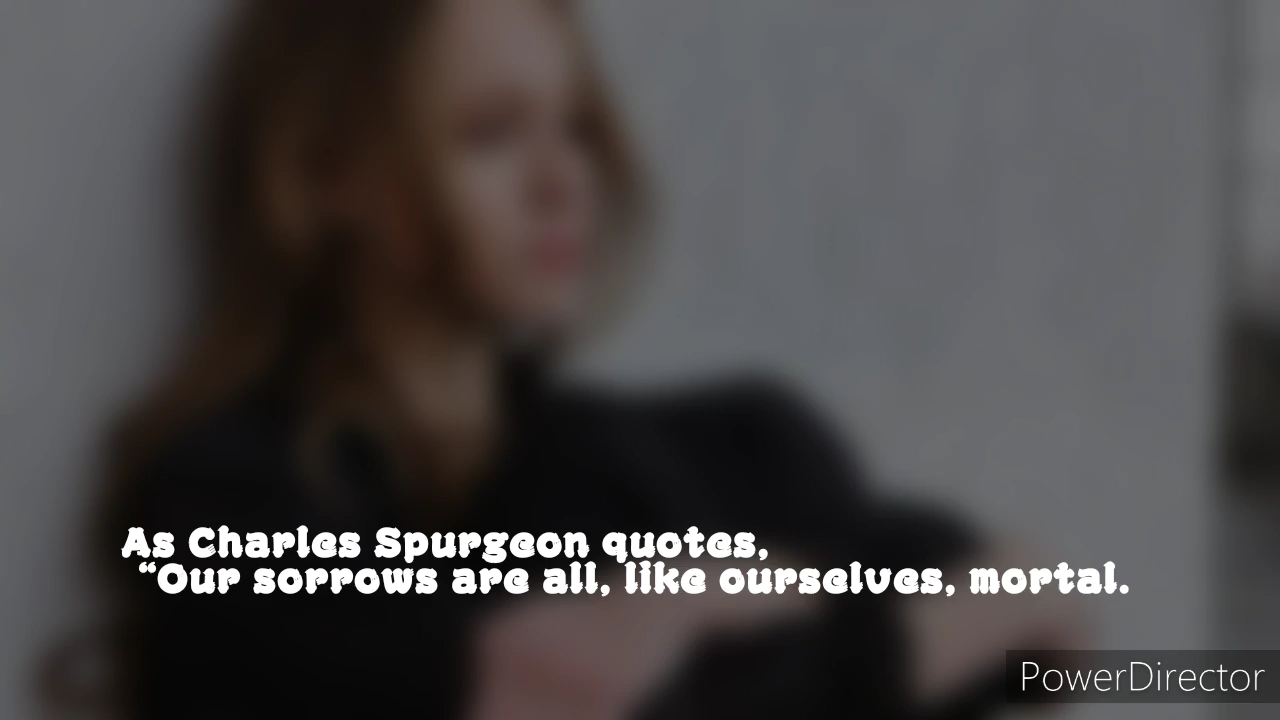 As Charles Spurgeon quotes,
“Our sorrows are all, like ourselves, mortal.
PowerDirector